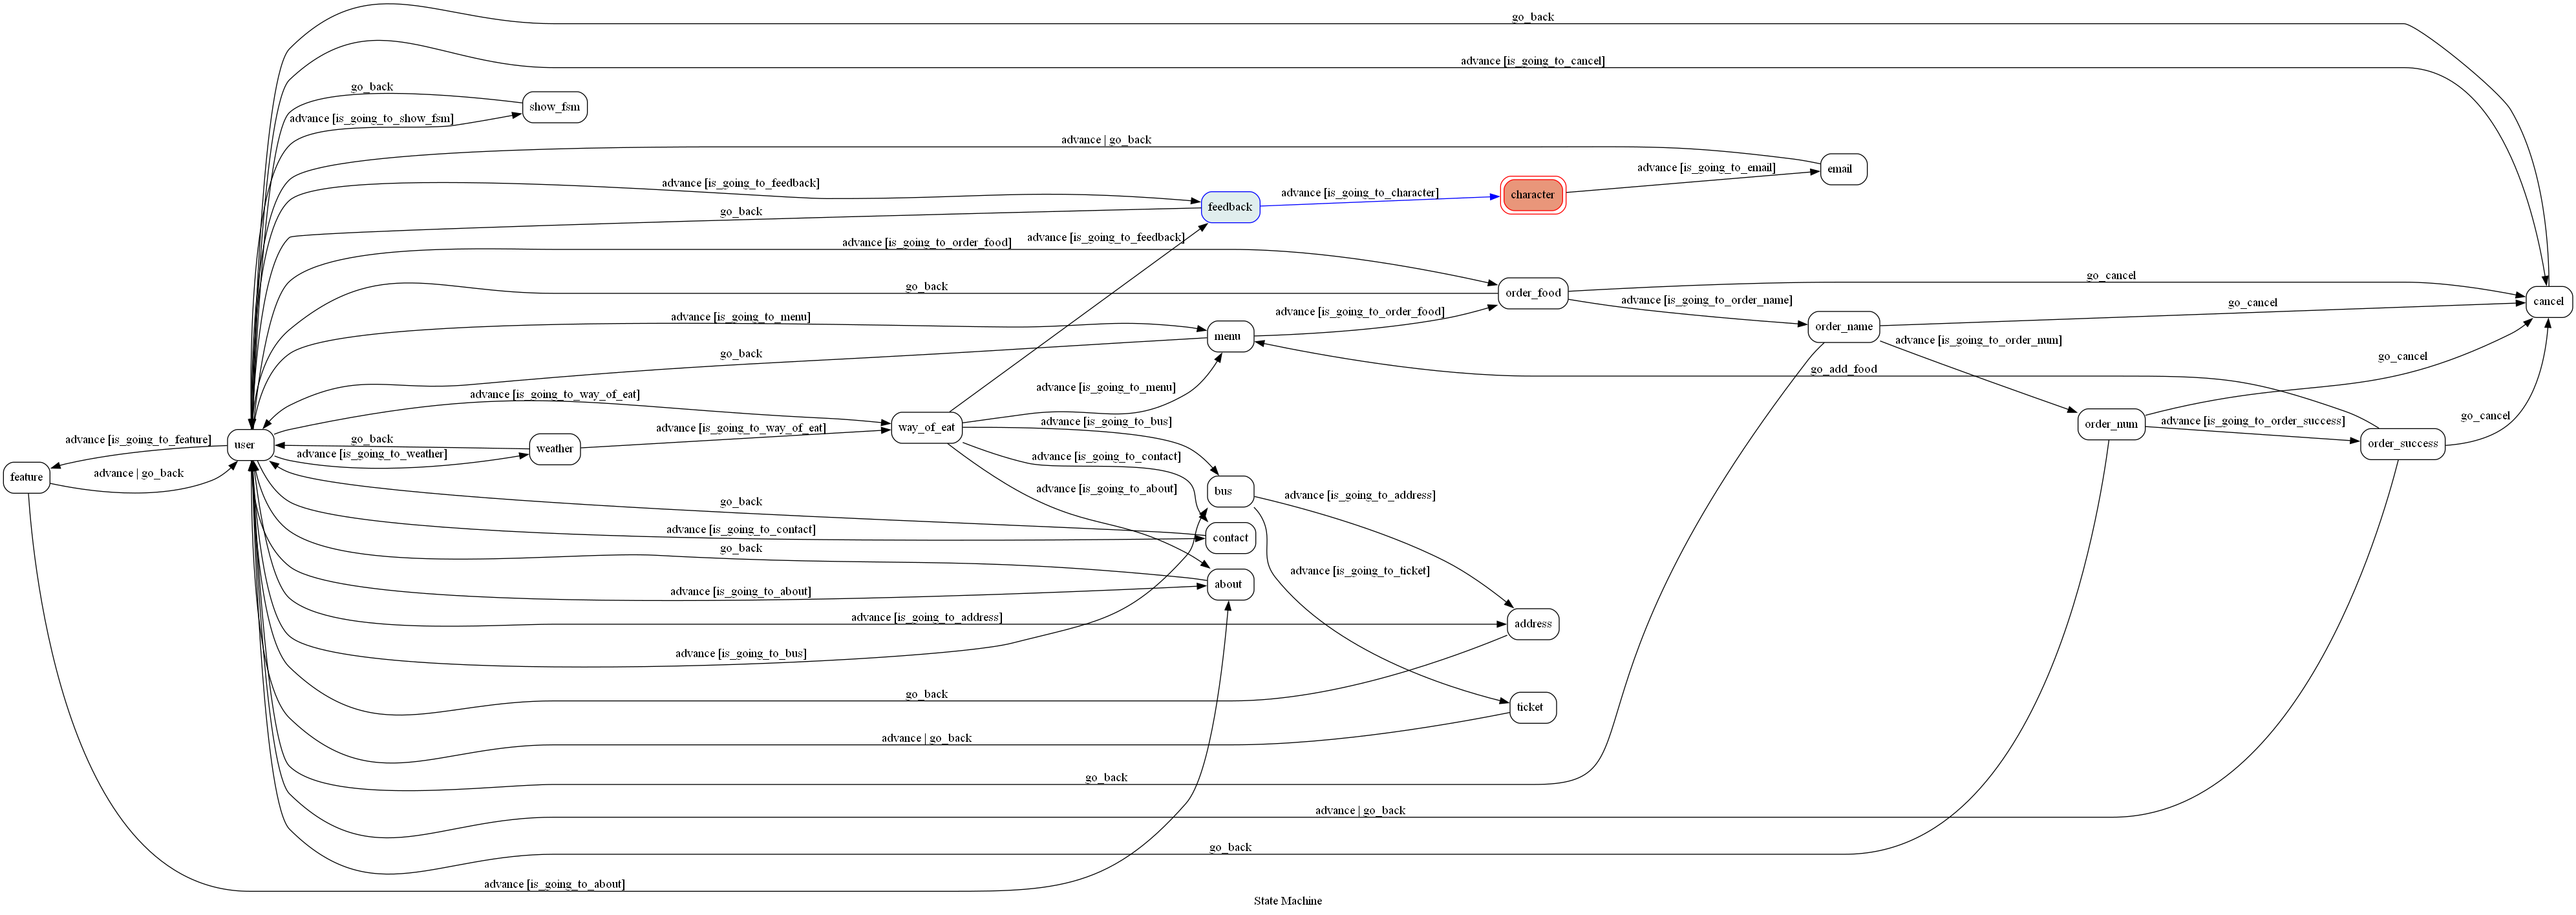 go_back
advance [is_going_to_cancel]
go_back
show_fsm
advance [is_going_to_show_fsm]
advance | go_back
email
advance [is_going_to_email]
advance [is_going_to_feedback]
character
advance [is_going_to_character]
feedback
go_back
advance [is_going_to_feedback]
advance [is_going_to_order_food]
go_cancel
go_back
order_food
advance [is_going_to_order_name]
cancel
go_cancel
advance [is_going_to_order_food]
advance [is_going_to_menu]
order_name
menu
advance [is_going_to_order_num]
go_back
go_cancel
go_add_food
advance [is_going_to_menu]
advance [is_going_to_way_of_eat]
go_cancel
advance [is_going_to_bus]
advance [is_going_to_order_success]
order_num
way_of_eat
advance [is_going_to_way_of_eat]
advance [is_going_to_feature]
go_back
user
order_success
weather
advance [is_going_to_weather]
advance [is_going_to_contact]
advance | go_back
feature
advance [is_going_to_about]
bus
advance [is_going_to_address]
go_back
advance [is_going_to_contact]
contact
go_back
advance [is_going_to_ticket]
about
advance [is_going_to_about]
advance [is_going_to_address]
address
advance [is_going_to_bus]
go_back
ticket
advance | go_back
go_back
advance | go_back
go_back
advance [is_going_to_about]
State Machine